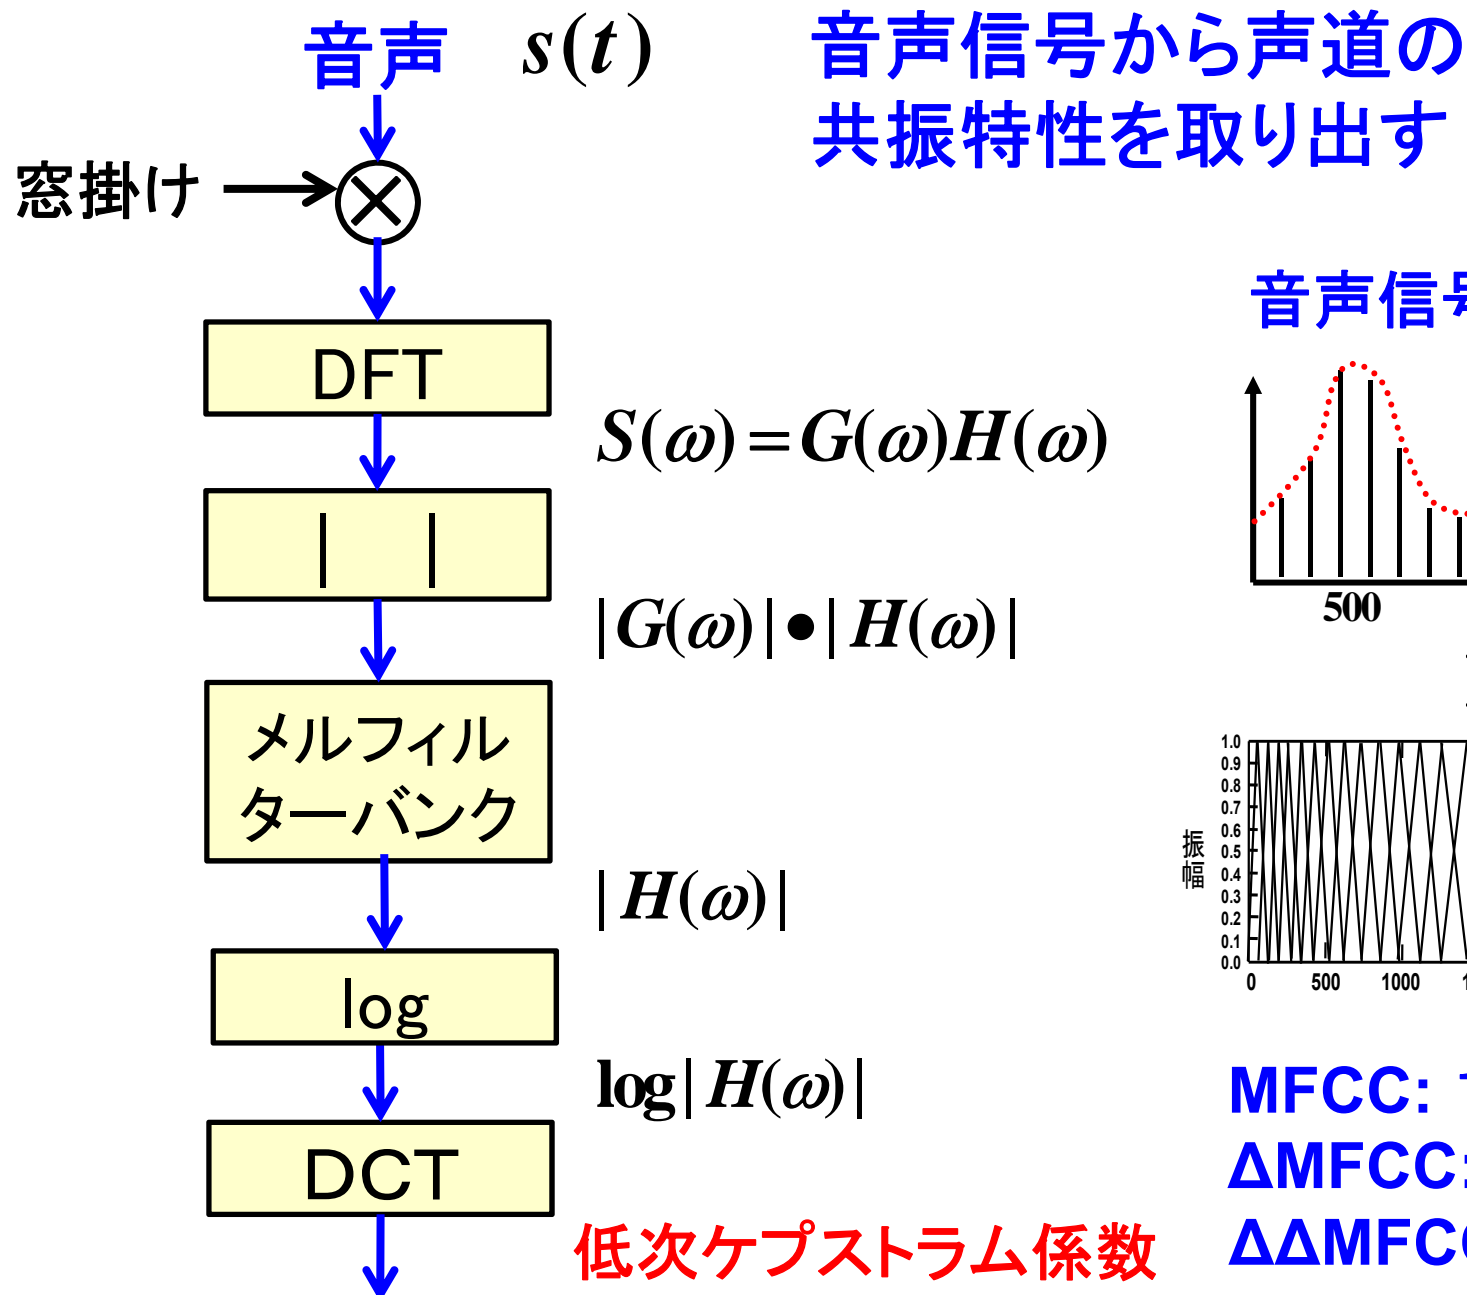 音声 s(t)
音声信号から声道の
共振特性を取り出す
窓掛け
DFT
S(ω)=G(ω)H(ω)
| |
|G(ω)|●|H(ω)|
メルフィル
ターバンク
|H(ω)|
log
log|H(ω)|
DCT
低次ケプストラム係数
音声信
500
振幅
1.0
0.9
0.8
0.7
0.6
0.5
0.4
0.3
0.2
0.1
0.0
0 500 1000
MFCC:
ΔMFCC:
ΔΔMFC